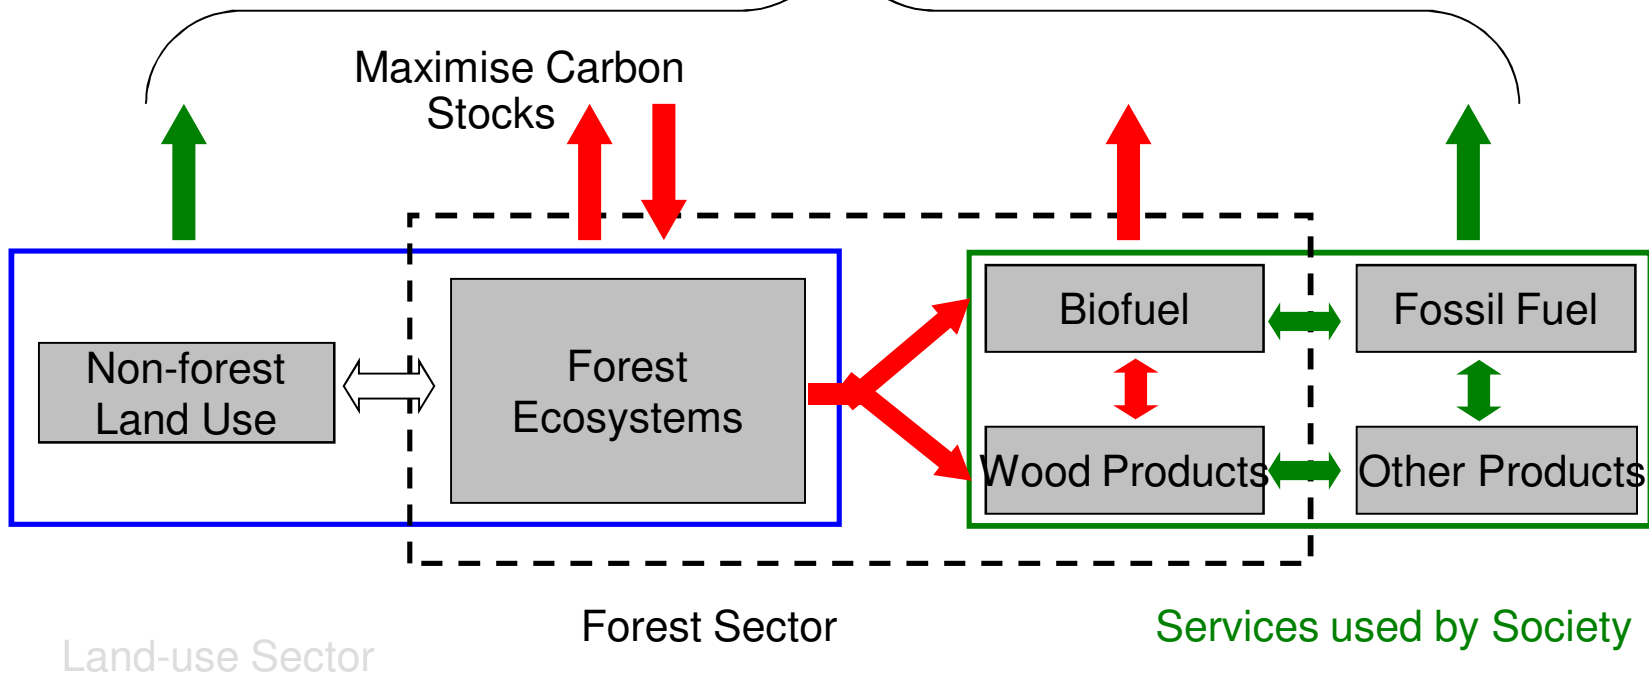 Maximise Carbon
Stocks
Non-forest
Land Use
Forest
Ecosystems
Biofuel
Fossil Fuel
Wood Products
Other Products
Forest Sector
Services used by Society
Land-use Sector